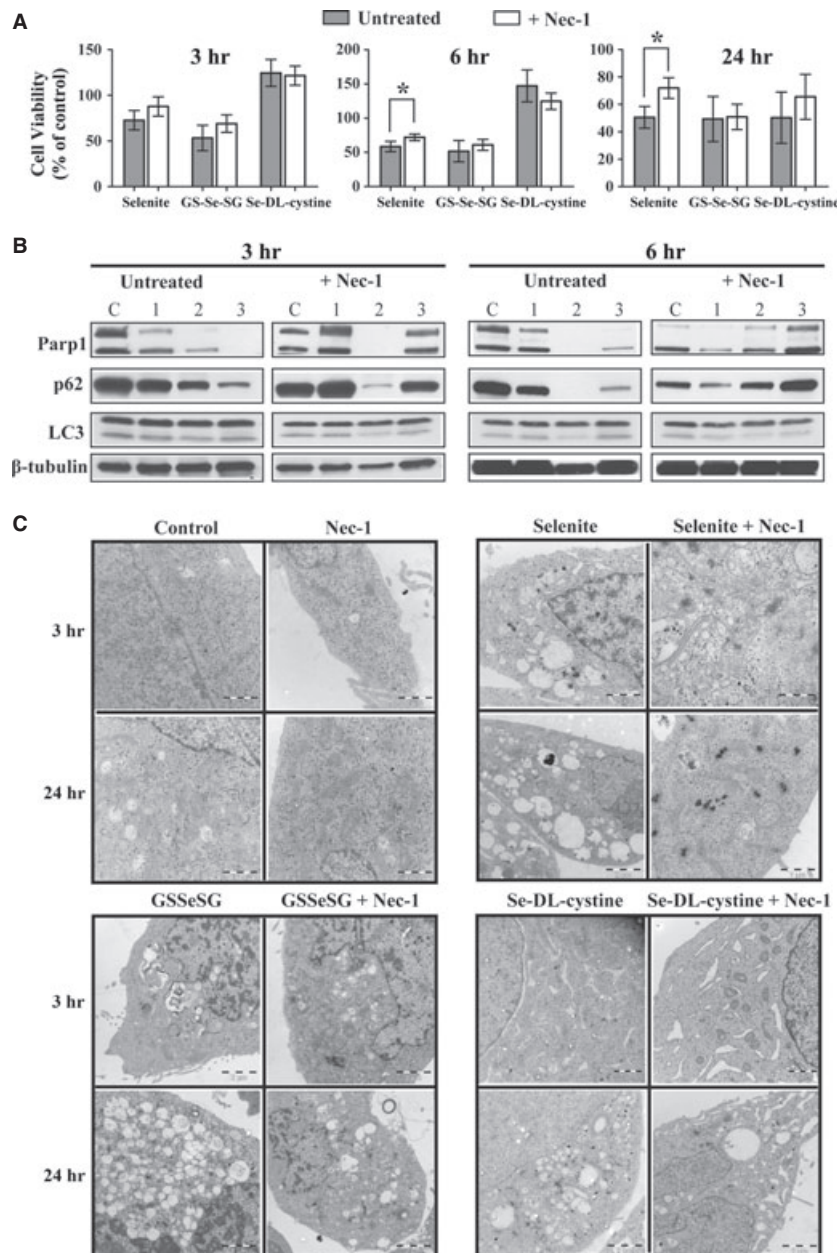 A
Untreated
+ Nec-1
Cell Viability
(% of control)
3 hr
150
100
50
0
Selenite GS-Se-SG Se-DL-cystine
6 hr
*
200
150
100
50
0
Selenite GS-Se-SG Se-DL-cystine
24 hr
*
100
80
60
40
20
0
Selenite GS-Se-SG Se-DL-cystine
B
3 hr 6 hr
Untreated + Nec-1 Untreated + Nec-1
C 1 2 3 C 1 2 3 C 1 2 3 C 1 2 3
Parp1
p62
LC3
β-tubulin
C
Control Nec-1 Selenite Selenite + Nec-1
3 hr
24 hr
GSSeSG GSSeSG + Nec-1 Se-DL-cystine Se-DL-cystine + Nec-1
3 hr
24 hr